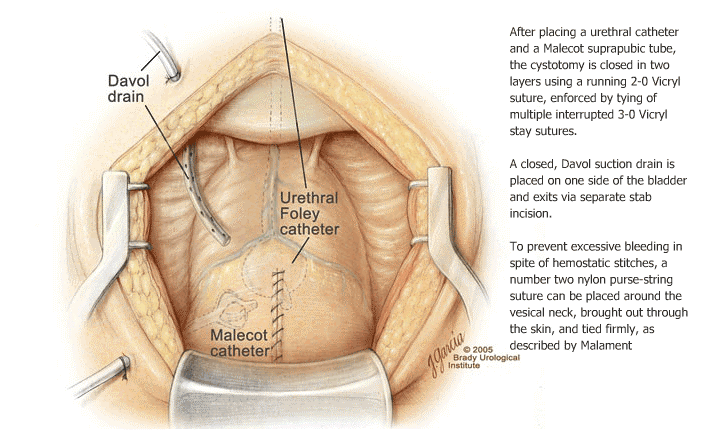 Davol
drain
Urethral
Foley
catheter
Malecot
catheter
J Garcia
© 2005
Brady Urological
Institute
After placing a urethral catheter
and a Malecot suprapubic tube,
the cystotomy is closed in two
layers using a running 2-0 Vicryl
suture, enforced by tying of
multiple interrupted 3-0 Vicryl
stay sutures.
A closed, Davol suction drain is
placed on one side of the bladder
and exits via separate stab
incision.
To prevent excessive bleeding in
spite of hemostatic stitches, a
number two nylon purse-string
suture can be placed around the
vesical neck, brought out through
the skin, and tied firmly, as
described by Malament